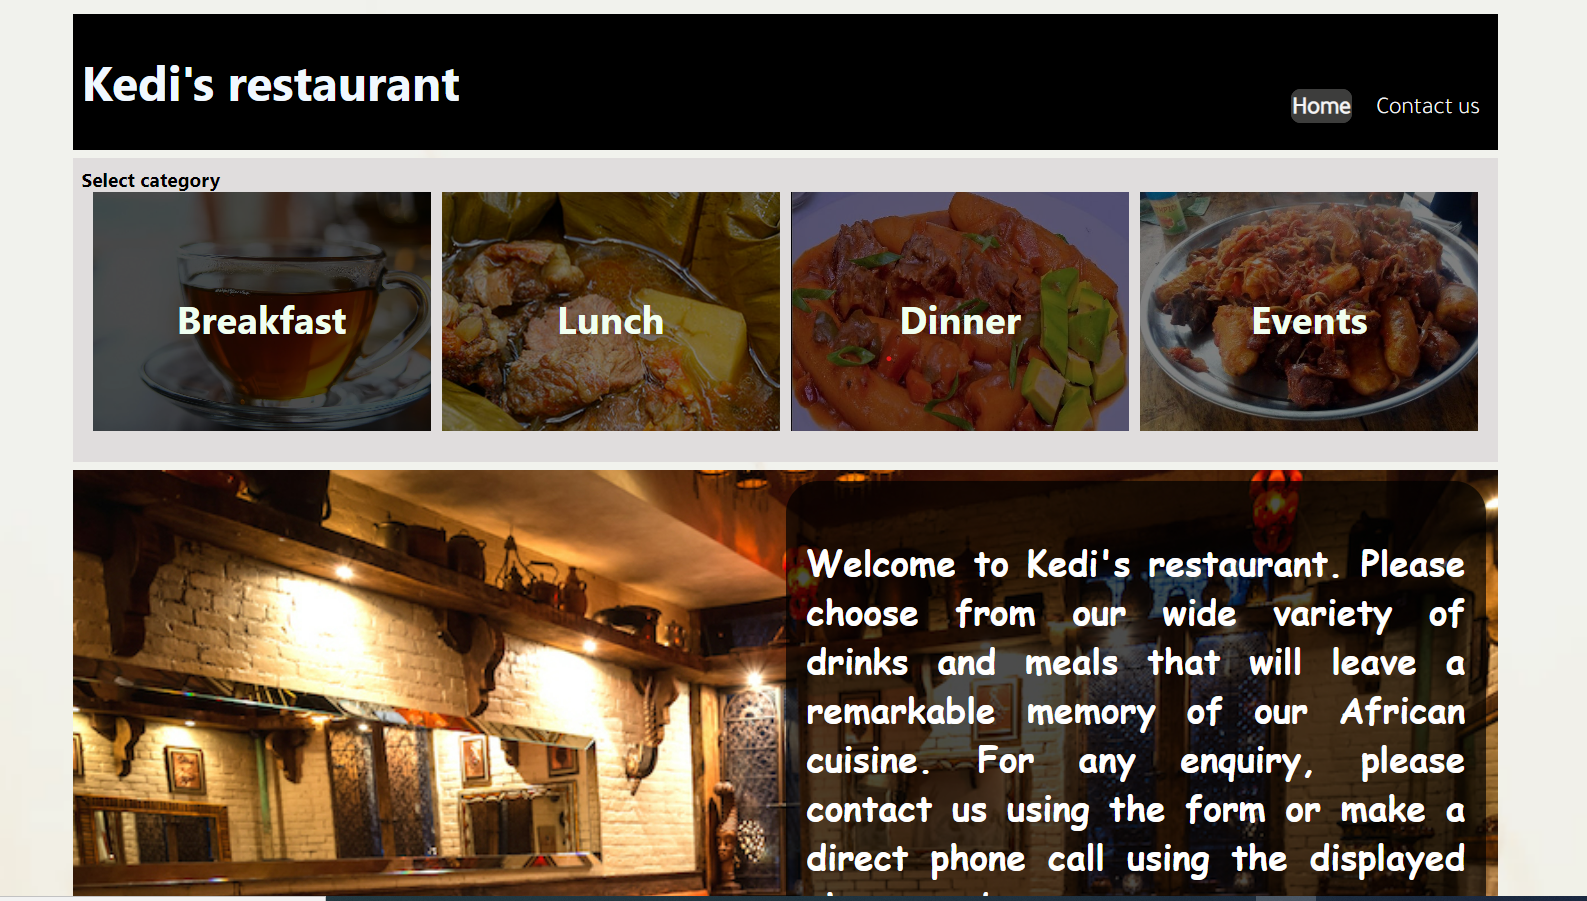 Kedi's restaurant
Home Contact us
Select category
Breakfast Lunch Dinner Events
Welcome to Kedi's restaurant. Please
choose from our wide variety of
drinks and meals that will leave a
remarkable memory of our African
cuisine. For any enquiry, please
contact us using the form or make a
direct phone call using the displayed